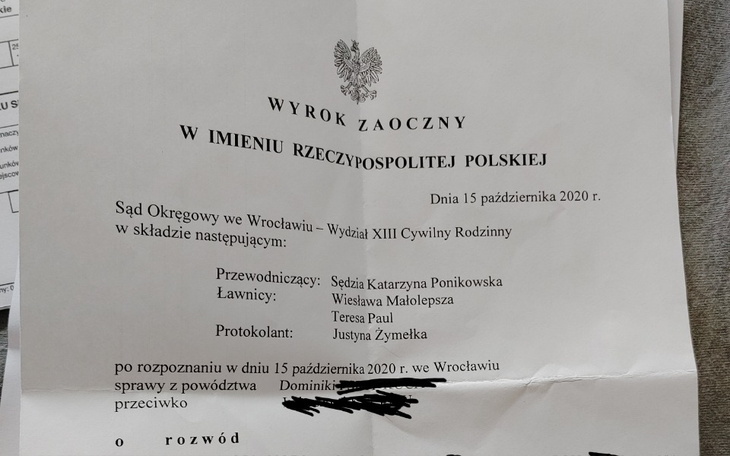 WYROK ZAOCZNY
W IMIENIU RZECZYPOSPOLITEJ POLSKIEJ
Dnia 15 października 2020 r.
Sąd Okręgowy we Wrocławiu – Wydział XIII Cywilny Rodzinny
w składzie następującym:
Przewodniczący: Sędzia Katarzyna Ponikowska
Ławnicy: Wiesława Małolepsza
Teresa Paul
Protokolant: Justyna Żymełka
po rozpoznaniu w dniu 15 października 2020 r. we Wrocławiu
sprawy z powództwa Dominiki
przeciwko
o rozwód